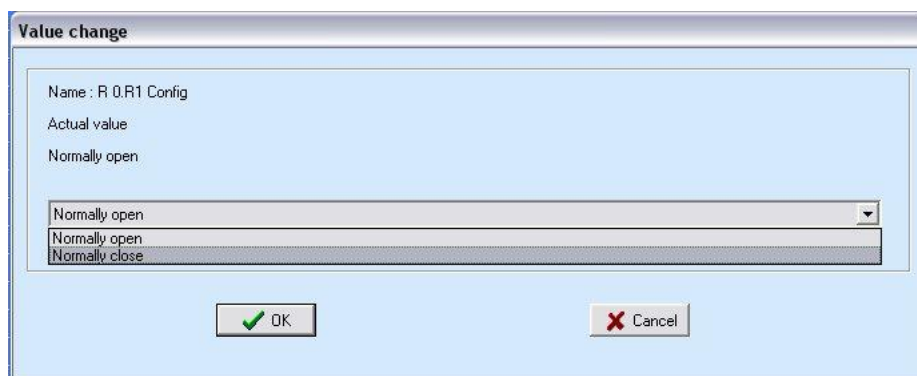 Value change
Name : R 0.R1 Config
Actual value
Normally open
Normally open
Normally open
Normally close
OK
Cancel